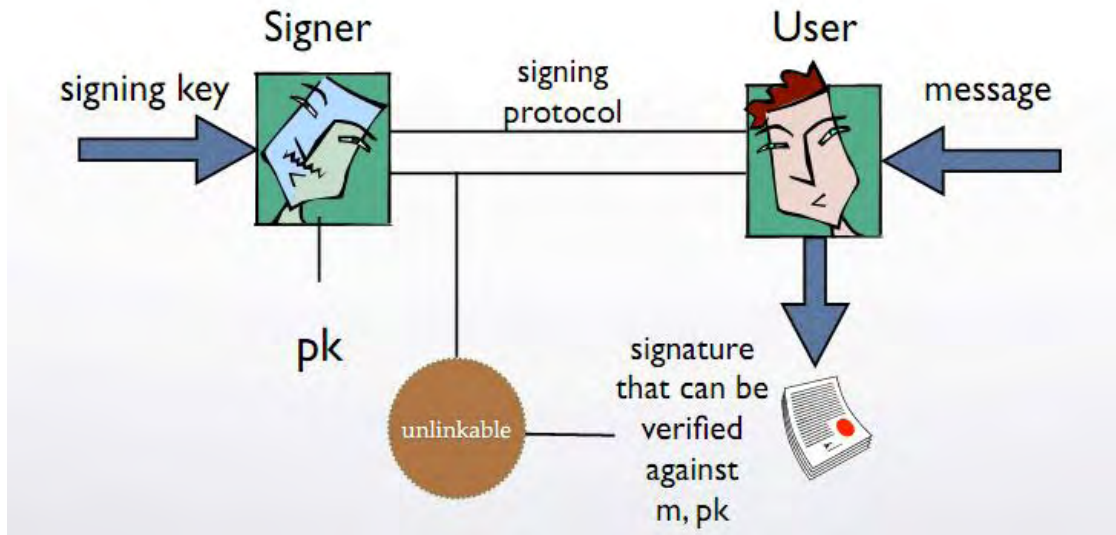 Signer
User
signing key
signing
protocol
message
pk
unlinkable
signature
that can be
verified
against
m, pk